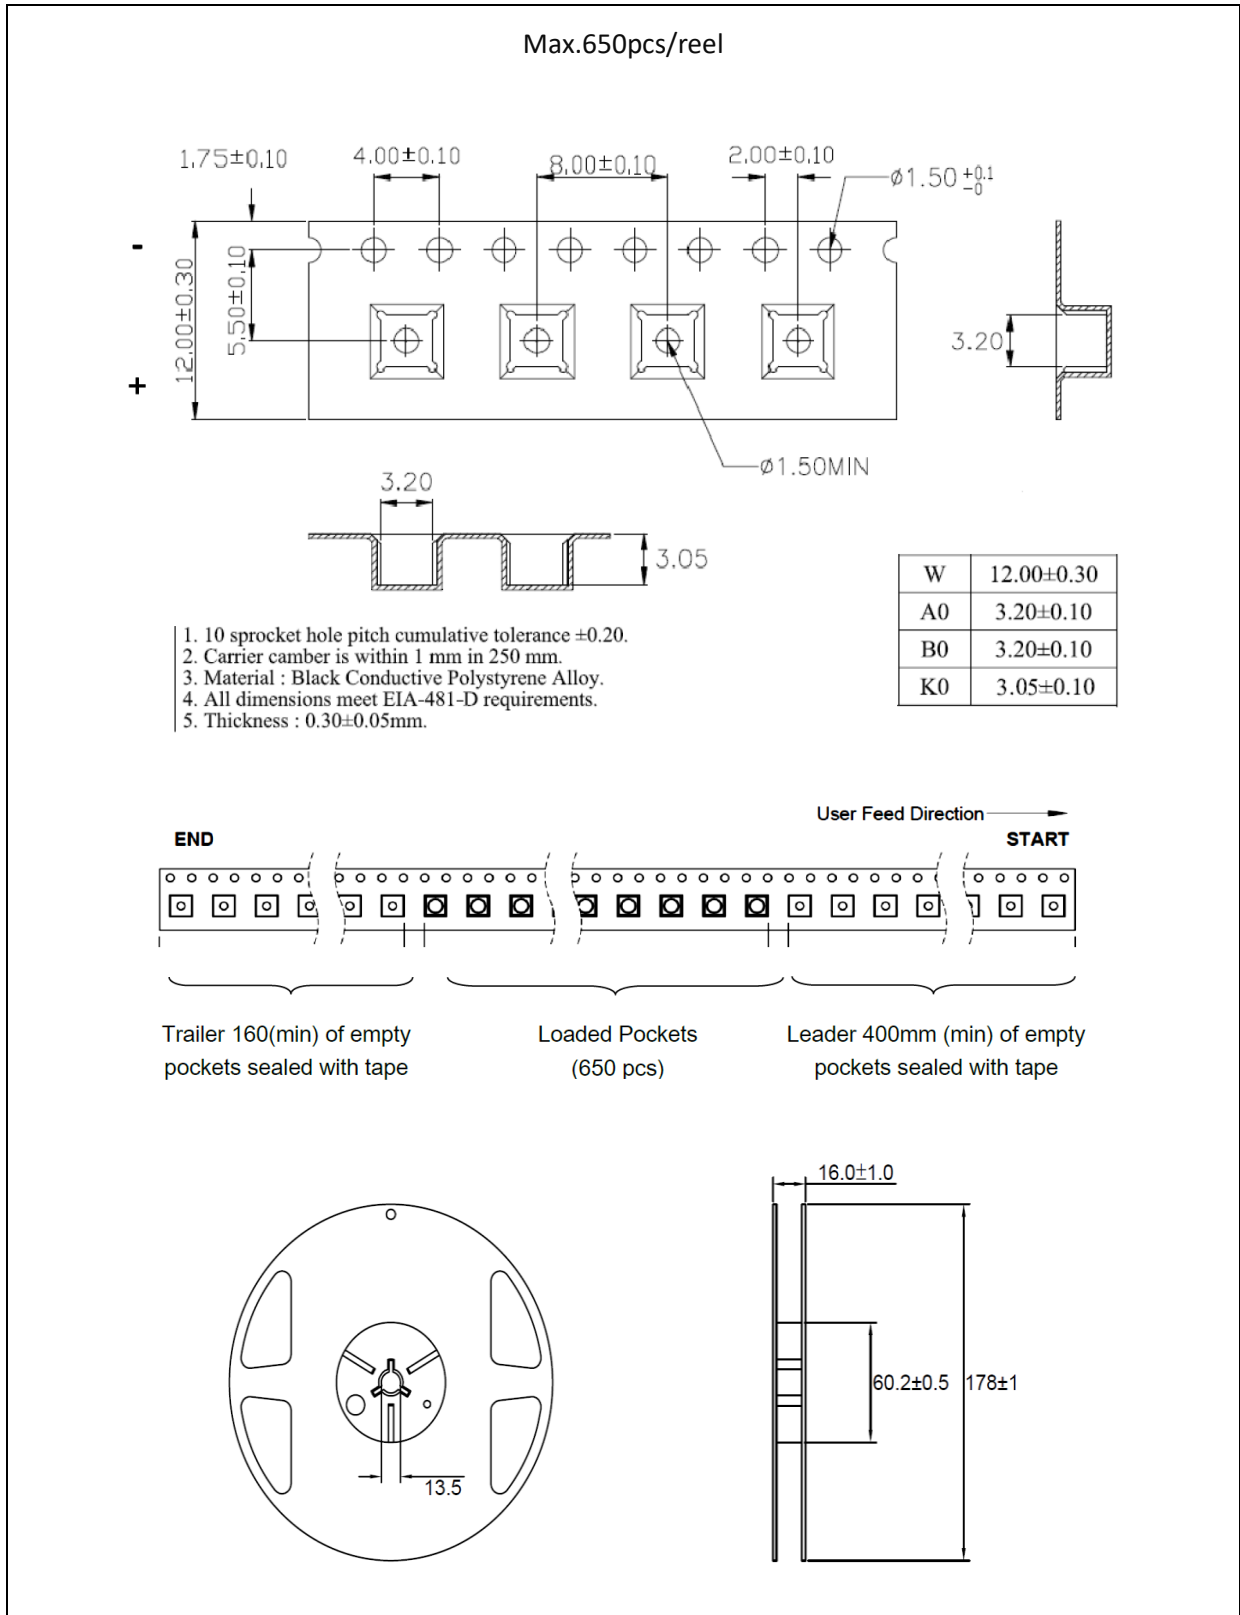 Max.650pcs/reel
1.75±0.10
4.00±0.10
8.00±0.10
2.00±0.10
Ø1.50 +0.1 -0
-
+
12.00±0.30
5.50±0.10
3.20
Ø1.50MIN
3.20
3.05
W 12.00±0.30
A0 3.20±0.10
B0 3.20±0.10
K0 3.05±0.10
1. 10 sprocket hole pitch cumulative tolerance ±0.20.
2. Carrier camber is within 1 mm in 250 mm.
3. Material : Black Conductive Polystyrene Alloy.
4. All dimensions meet EIA-481-D requirements.
5. Thickness : 0.30±0.05mm.
User Feed Direction
END
START
Trailer 160(min) of empty
pockets sealed with tape
Loaded Pockets
(650 pcs)
Leader 400mm (min) of empty
pockets sealed with tape
16.0±1.0
60.2±0.5
178±1
13.5